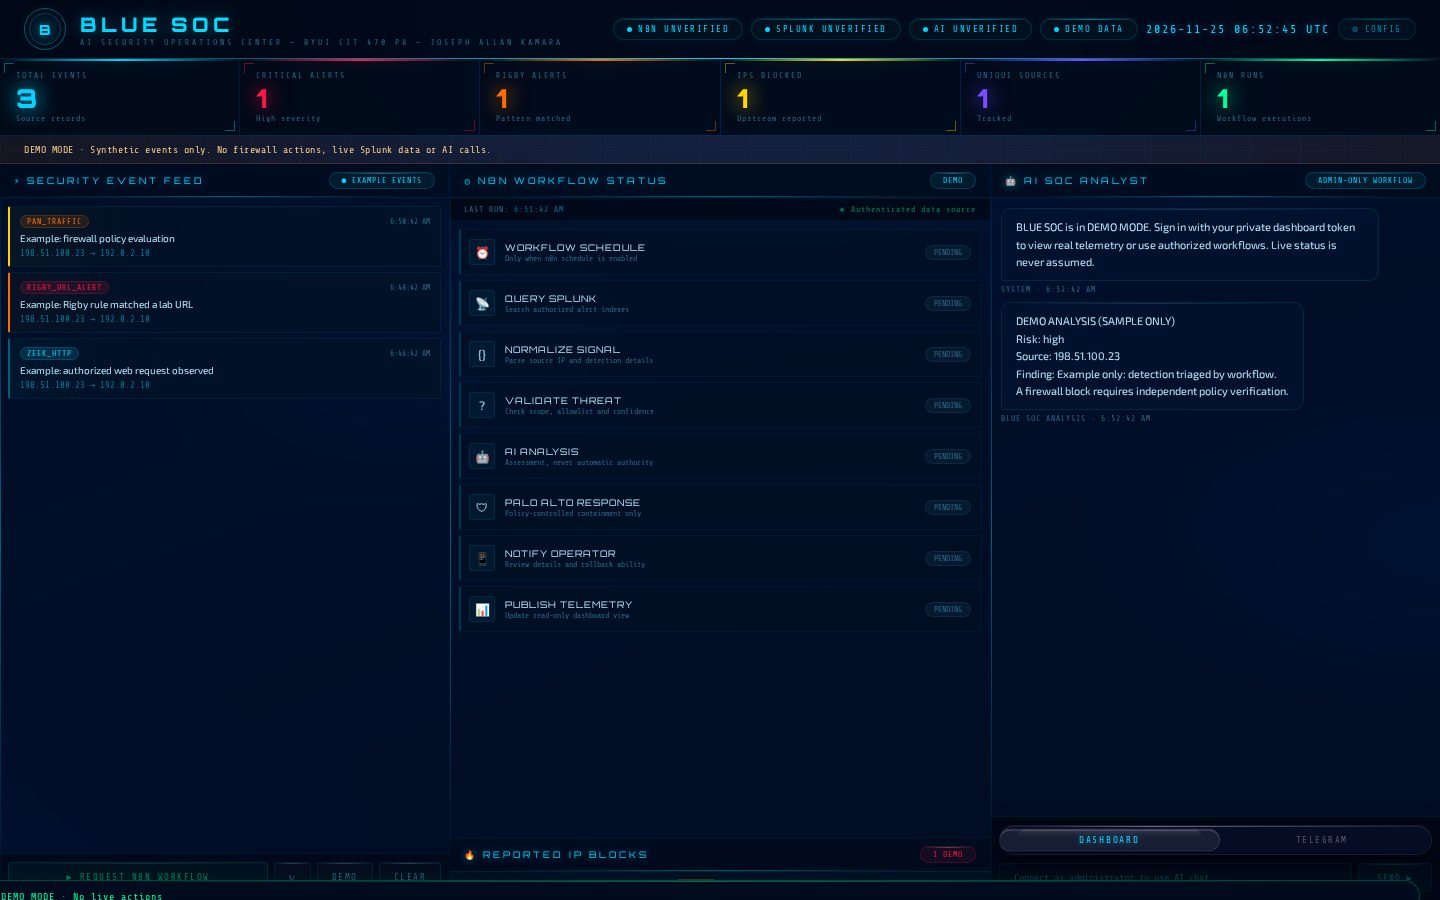 B
BLUE SOC
AI SECURITY OPERATIONS CENTER — BYUI CIT 470 P8 — JOSEPH ALLAN KAMARA
N8N UNVERIFIED
SPLUNK UNVERIFIED
AI UNVERIFIED
DEMO DATA
2026-11-25 06:52:45 UTC
⚙ CONFIG
TOTAL EVENTS
3
Source records
CRITICAL ALERTS
1
High severity
RIGBY ALERTS
1
Pattern matched
IPS BLOCKED
1
Upstream reported
UNIQUE SOURCES
1
Tracked
N8N RUNS
1
Workflow executions
DEMO MODE · Synthetic events only. No firewall actions, live Splunk data or AI calls.
⚡ SECURITY EVENT FEED
EXAMPLE EVENTS
PAN_TRAFFIC
6:50:42 AM
Example: firewall policy evaluation
198.51.100.23 → 192.0.2.10
RIGBY_URL_ALERT
6:48:42 AM
Example: Rigby rule matched a lab URL
198.51.100.23 → 192.0.2.10
ZEEK_HTTP
6:46:42 AM
Example: authorized web request observed
198.51.100.23 → 192.0.2.10
▶ REQUEST N8N WORKFLOW
↻
DEMO
CLEAR
◎ N8N WORKFLOW STATUS
DEMO
LAST RUN: 6:51:42 AM
◈ Authenticated data source
WORKFLOW SCHEDULE
Only when n8n schedule is enabled
PENDING
QUERY SPLUNK
Search authorized alert indexes
PENDING
{}
NORMALIZE SIGNAL
Parse source IP and detection details
PENDING
?
VALIDATE THREAT
Check scope, allowlist and confidence
PENDING
AI ANALYSIS
Assessment, never automatic authority
PENDING
PALO ALTO RESPONSE
Policy-controlled containment only
PENDING
NOTIFY OPERATOR
Review details and rollback ability
PENDING
PUBLISH TELEMETRY
Update read-only dashboard view
PENDING
🔥 REPORTED IP BLOCKS
1 DEMO
🤖 AI SOC ANALYST
ADMIN-ONLY WORKFLOW
BLUE SOC is in DEMO MODE. Sign in with your private dashboard token
to view real telemetry or use authorized workflows. Live status is
never assumed.
SYSTEM · 6:52:42 AM
DEMO ANALYSIS (SAMPLE ONLY)
Risk: high
Source: 198.51.100.23
Finding: Example only: detection triaged by workflow.
A firewall block requires independent policy verification.
BLUE SOC ANALYSIS · 6:52:42 AM
DASHBOARD
TELEGRAM
Connect as administrator to use AI chat
SEND ▶
DEMO MODE · No live actions